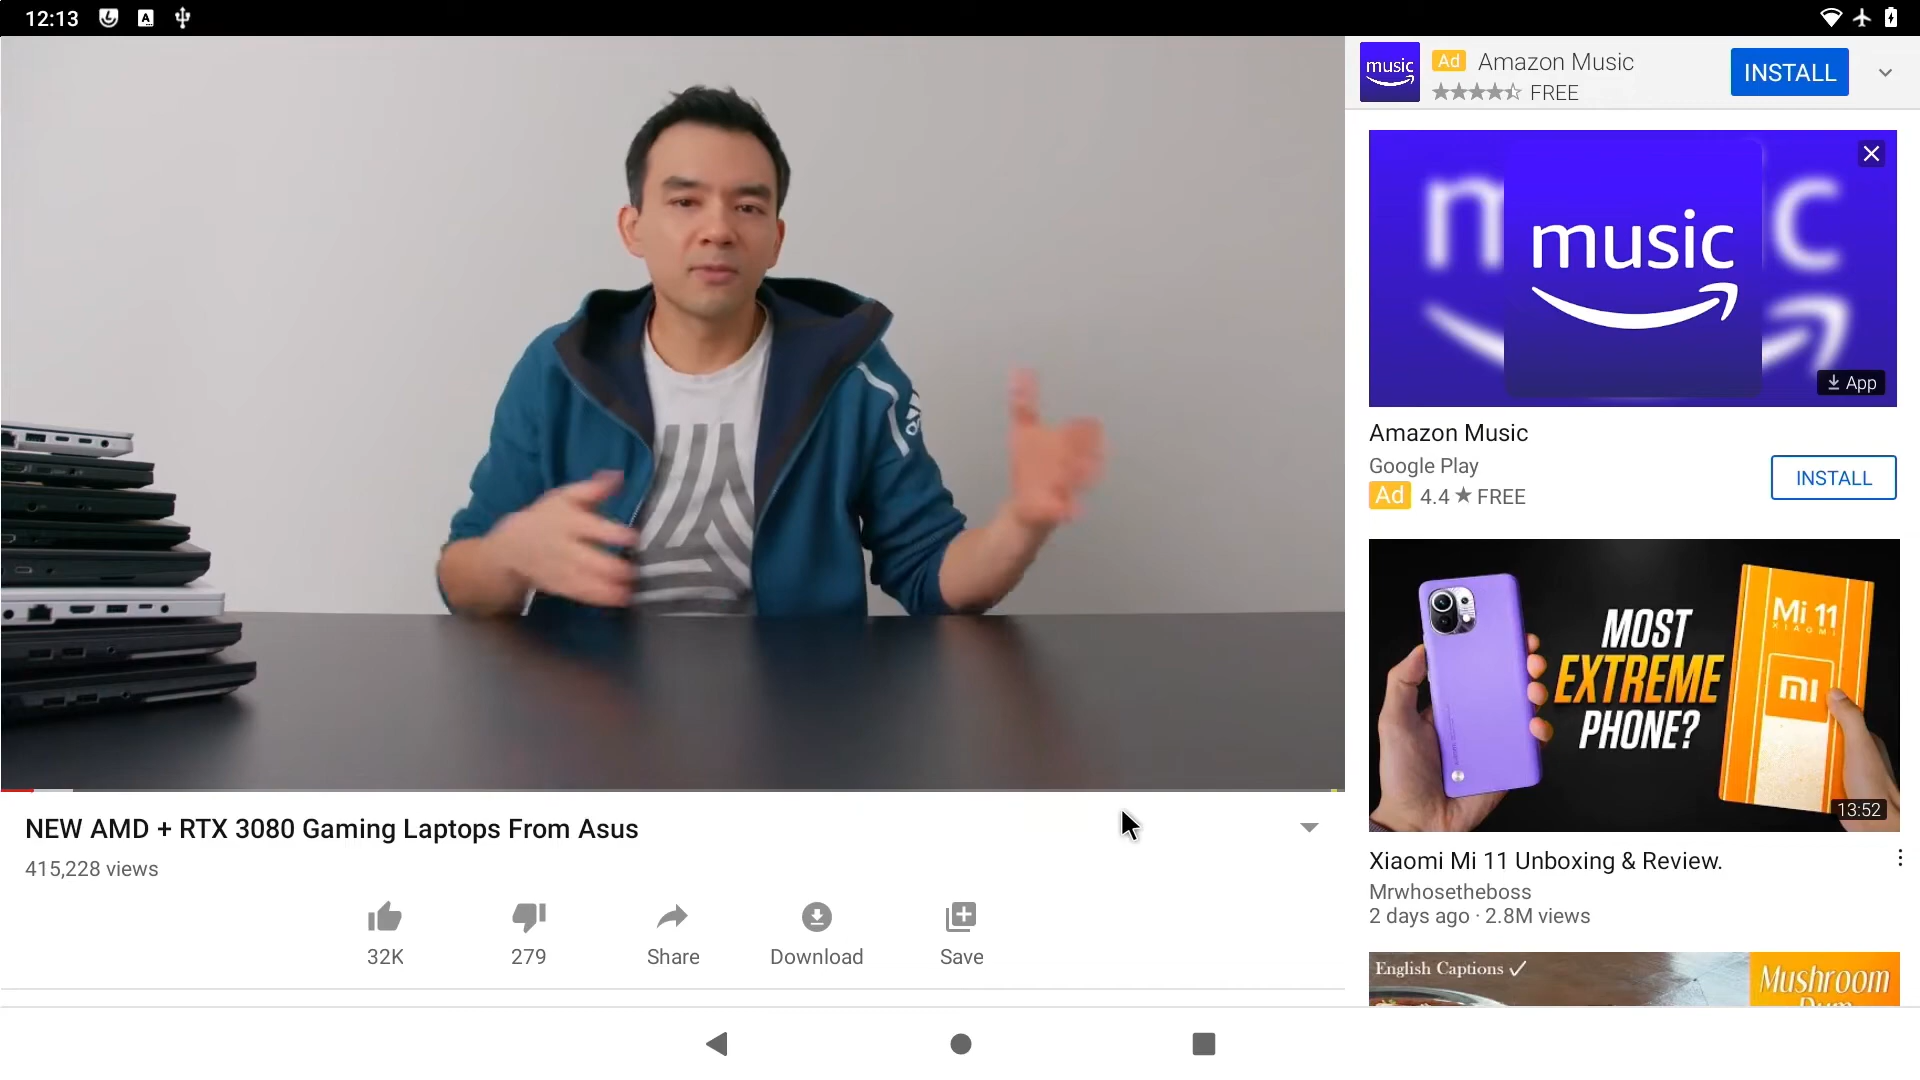 12:13
music
Ad Amazon Music
FREE
INSTALL
music
App
Amazon Music
Google Play
Ad 4.4 ★ FREE
INSTALL
MOST
EXTREME
PHONE?
Mi 11
XIAOMI
13:52
Xiaomi Mi 11 Unboxing & Review.
Mrwhosetheboss
2 days ago · 2.8M views
English Captions ✓
Mushroom
Dum
NEW AMD + RTX 3080 Gaming Laptops From Asus
415,228 views
32K
279
Share
Download
Save